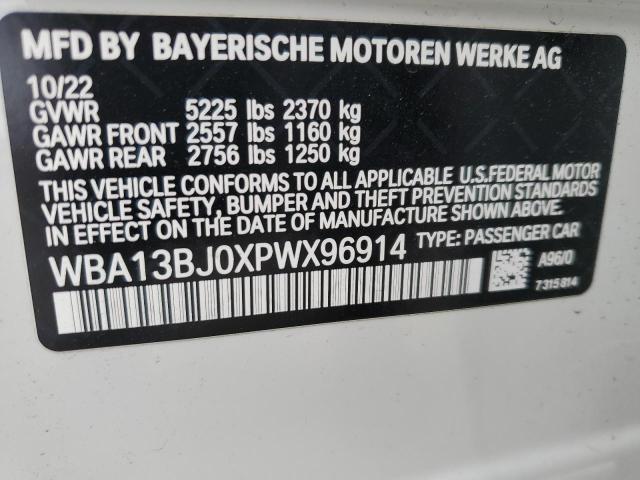 MFD BY BAYERISCHE MOTOREN WERKE AG
10/22
GVWR 5225 lbs 2370 kg
GAWR FRONT 2557 lbs 1160 kg
GAWR REAR 2756 lbs 1250 kg
THIS VEHICLE CONFORMS TO ALL APPLICABLE U.S.FEDERAL MOTOR
VEHICLE SAFETY, BUMPER AND THEFT PREVENTION STANDARDS
IN EFFECT ON THE DATE OF MANUFACTURE SHOWN ABOVE.
WBA13BJ0XPWX96914 TYPE: PASSENGER CAR
A96/0
7315814